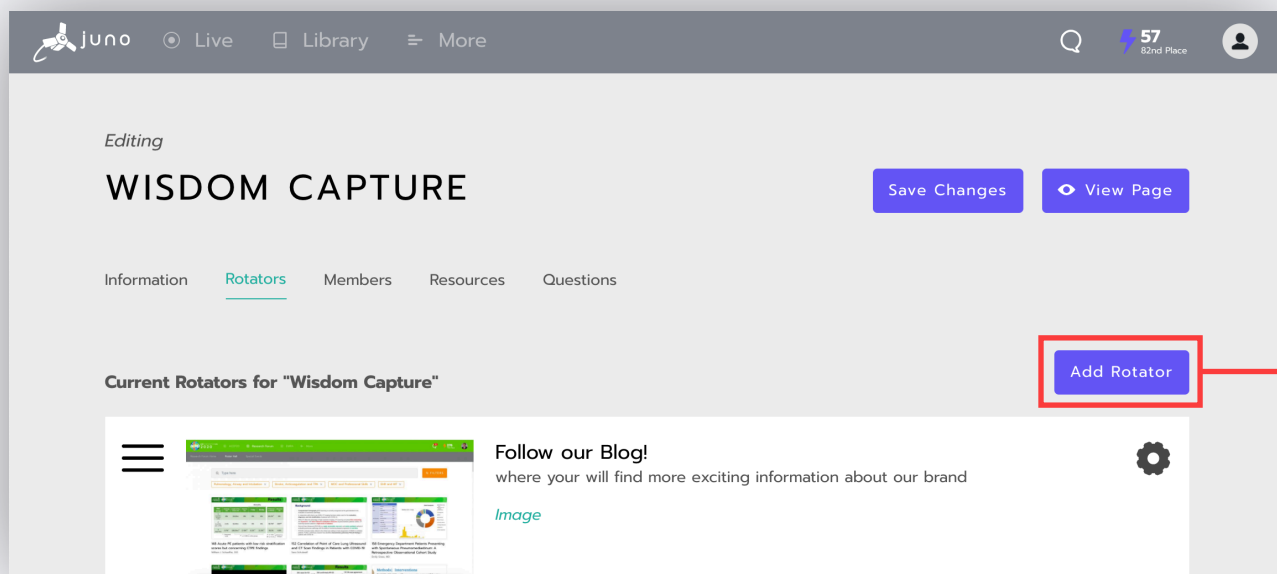 juno Live Library More 57
82nd Place
Editing
WISDOM CAPTURE
Save Changes View Page
Information Rotators Members Resources Questions
Add Rotator
Current Rotators for "Wisdom Capture"
Follow our Blog!
where your will find more exciting information about our brand
Image